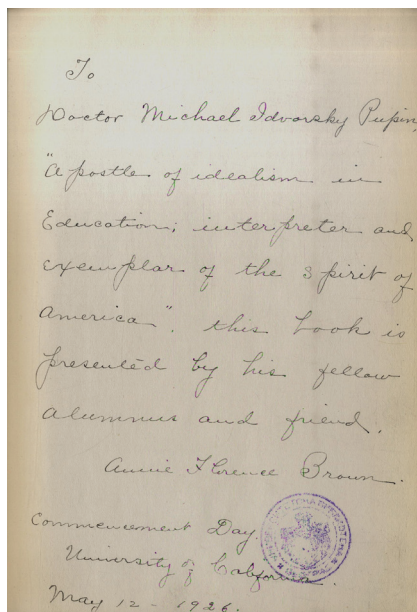 To
Doctor Michael Idvorsky Pupin,
"Apostle of idealism in
Education; interpreter and
exemplar of the spirit of
America". this book is
presented by his fellow
alumnus and friend.
Annie Florence Brown.
Commencement Day.
University of California.
May 12 - 1926.